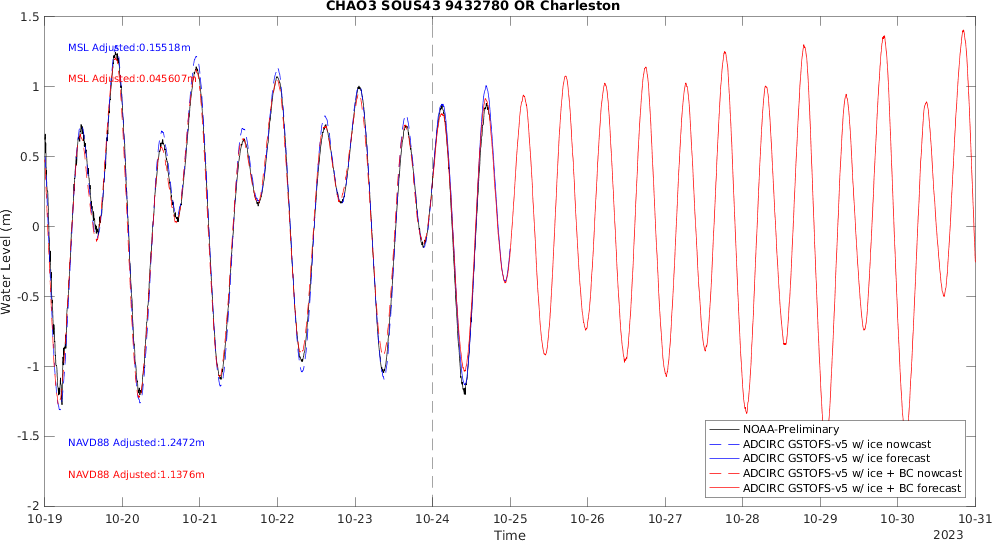 CHAO3 SOUS43 9432780 OR Charleston
1.5
1
0.5
0
-0.5
-1
-1.5
-2
Water Level (m)
MSL Adjusted:0.15518m
MSL Adjusted:0.045607m
NAVD88 Adjusted:1.2472m
NAVD88 Adjusted:1.1376m
NOAA-Preliminary
ADCIRC GSTOFS-v5 w/ ice nowcast
ADCIRC GSTOFS-v5 w/ ice forecast
ADCIRC GSTOFS-v5 w/ ice + BC nowcast
ADCIRC GSTOFS-v5 w/ ice + BC forecast
10-19 10-20 10-21 10-22 10-23 10-24 10-25 10-26 10-27 10-28 10-29 10-30 10-31
Time
2023